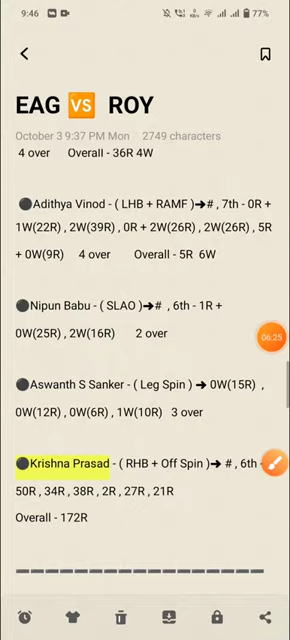 9:46 77%
EAG VS ROY
October 3 9:37 PM Mon 2749 characters
4 over Overall - 36R 4W
⚫Adithya Vinod - ( LHB + RAMF )➔# , 7th - 0R +
1W(22R) , 2W(39R) , 0R + 2W(26R) , 2W(26R) , 5R
+ 0W(9R) 4 over Overall - 5R 6W
⚫Nipun Babu - ( SLAO )➔# , 6th - 1R +
0W(25R) , 2W(16R) 2 over
06:25
⚫Aswanth S Sanker - ( Leg Spin ) ➔ 0W(15R) ,
0W(12R) , 0W(6R) , 1W(10R) 3 over
⚫Krishna Prasad - ( RHB + Off Spin )➔ # , 6th -
50R , 34R , 38R , 2R , 27R , 21R
Overall - 172R